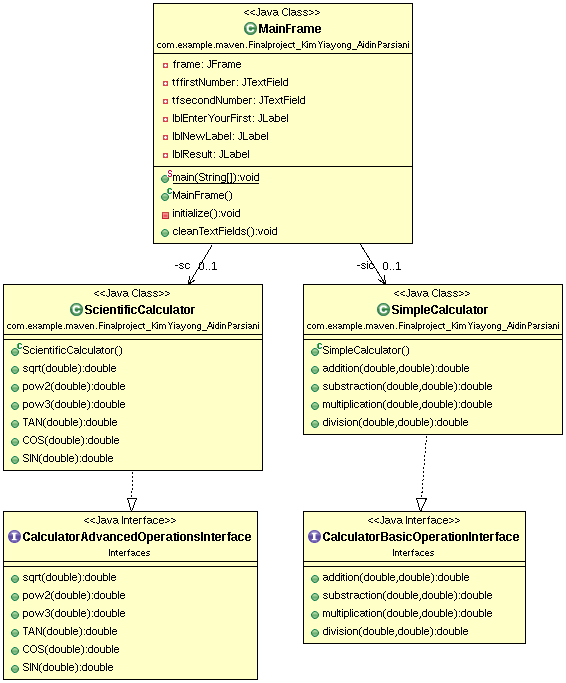 <<Java Class>>
MainFrame
com.example.maven.Finalproject_KimYiayong_AidinParsiani
frame: JFrame
tffirstNumber: JTextField
tfsecondNumber: JTextField
lblEnterYourFirst: JLabel
lblNewLabel: JLabel
lblResult: JLabel
main(String[]):void
MainFrame()
initialize():void
cleanTextFields():void
-sc 0..1
-sic 0..1
<<Java Class>>
ScientificCalculator
com.example.maven.Finalproject_KimYiayong_AidinParsiani
ScientificCalculator()
sqrt(double):double
pow2(double):double
pow3(double):double
TAN(double):double
COS(double):double
SIN(double):double
<<Java Class>>
SimpleCalculator
com.example.maven.Finalproject_KimYiayong_AidinParsiani
SimpleCalculator()
addition(double,double):double
substraction(double,double):double
multiplication(double,double):double
division(double,double):double
<<Java Interface>>
CalculatorAdvancedOperationsInterface
Interfaces
sqrt(double):double
pow2(double):double
pow3(double):double
TAN(double):double
COS(double):double
SIN(double):double
<<Java Interface>>
CalculatorBasicOperationInterface
Interfaces
addition(double,double):double
substraction(double,double):double
multiplication(double,double):double
division(double,double):double